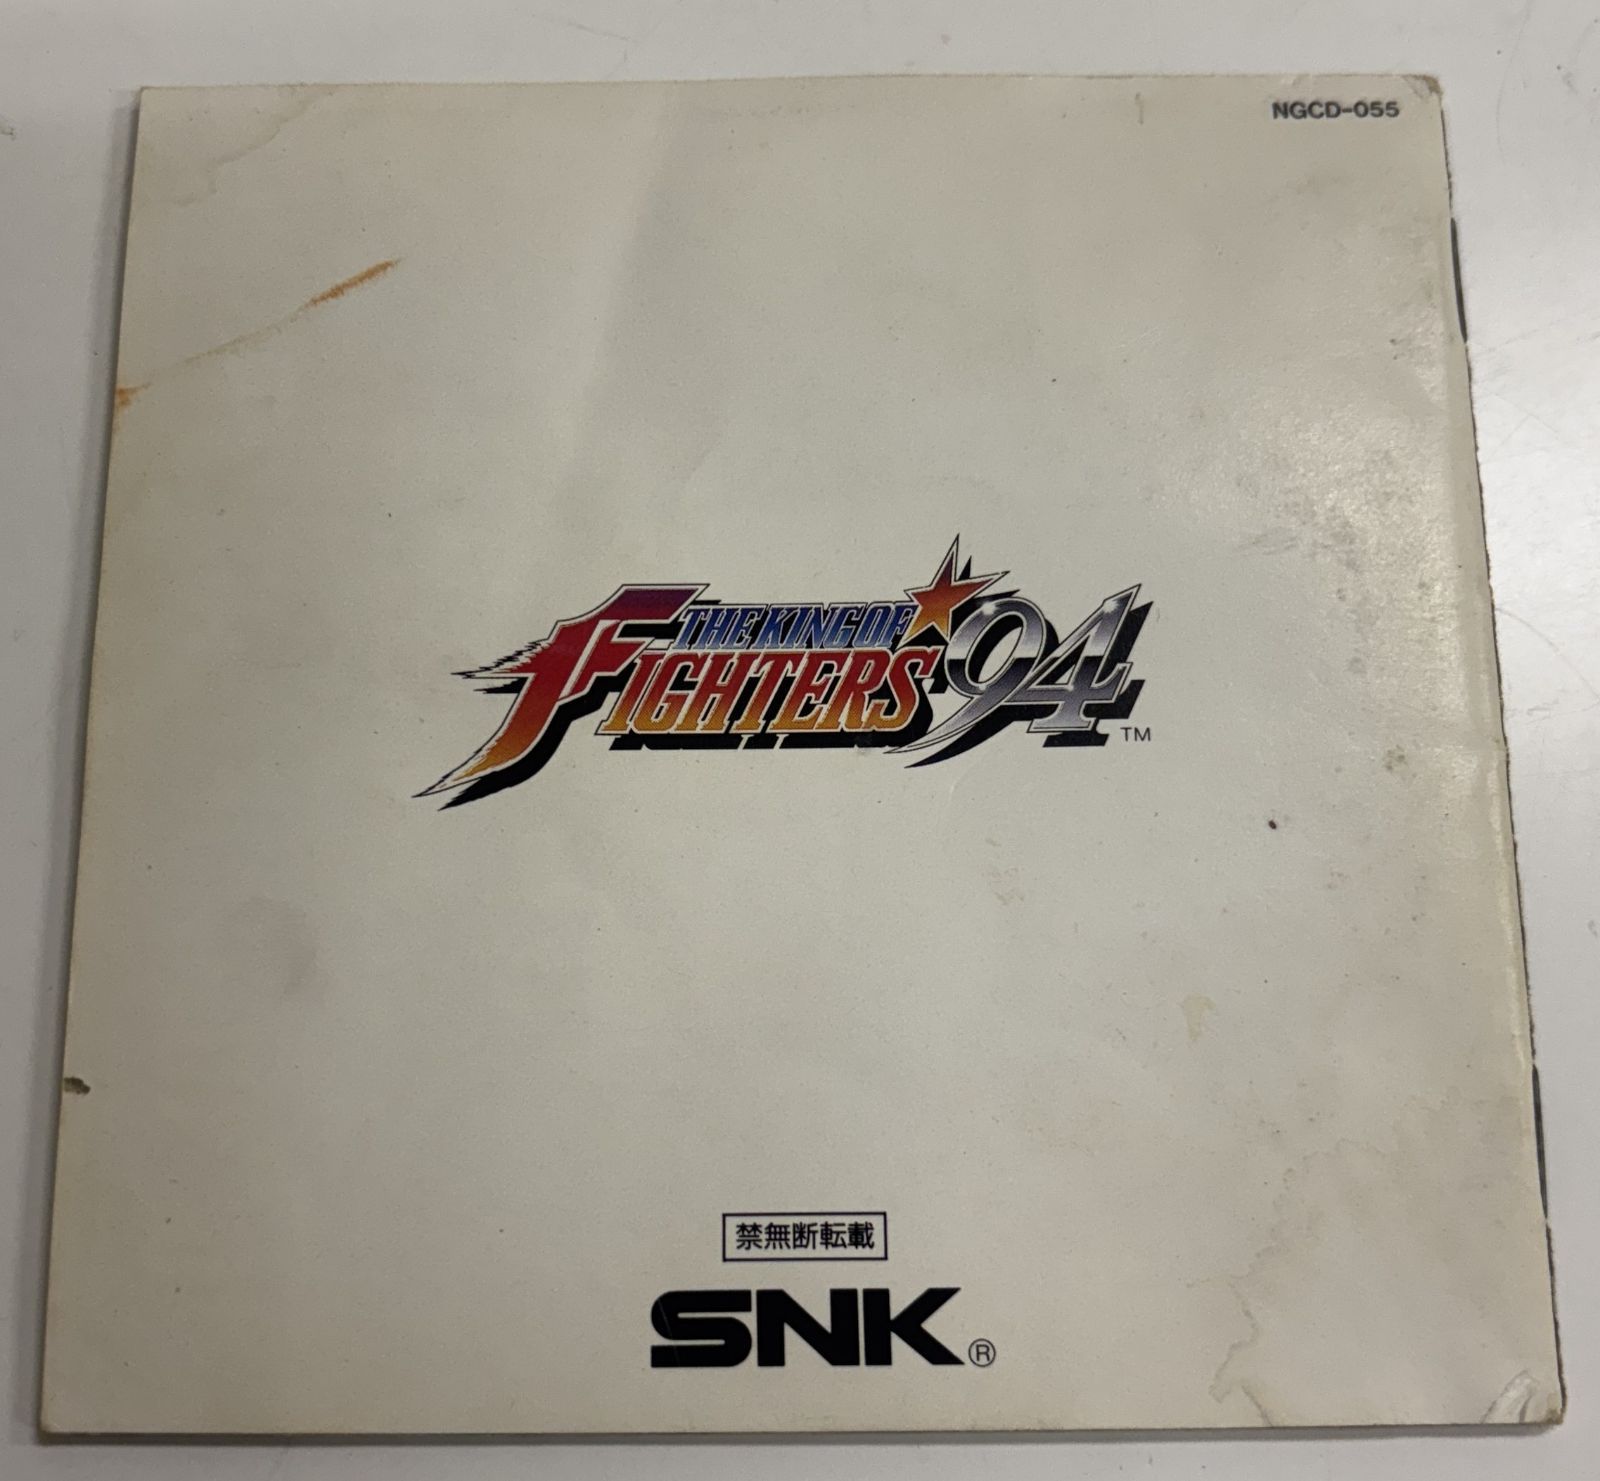 NGCD-055
THE KING OF
FIGHTERS '94 ™
禁無断転載
SNK®